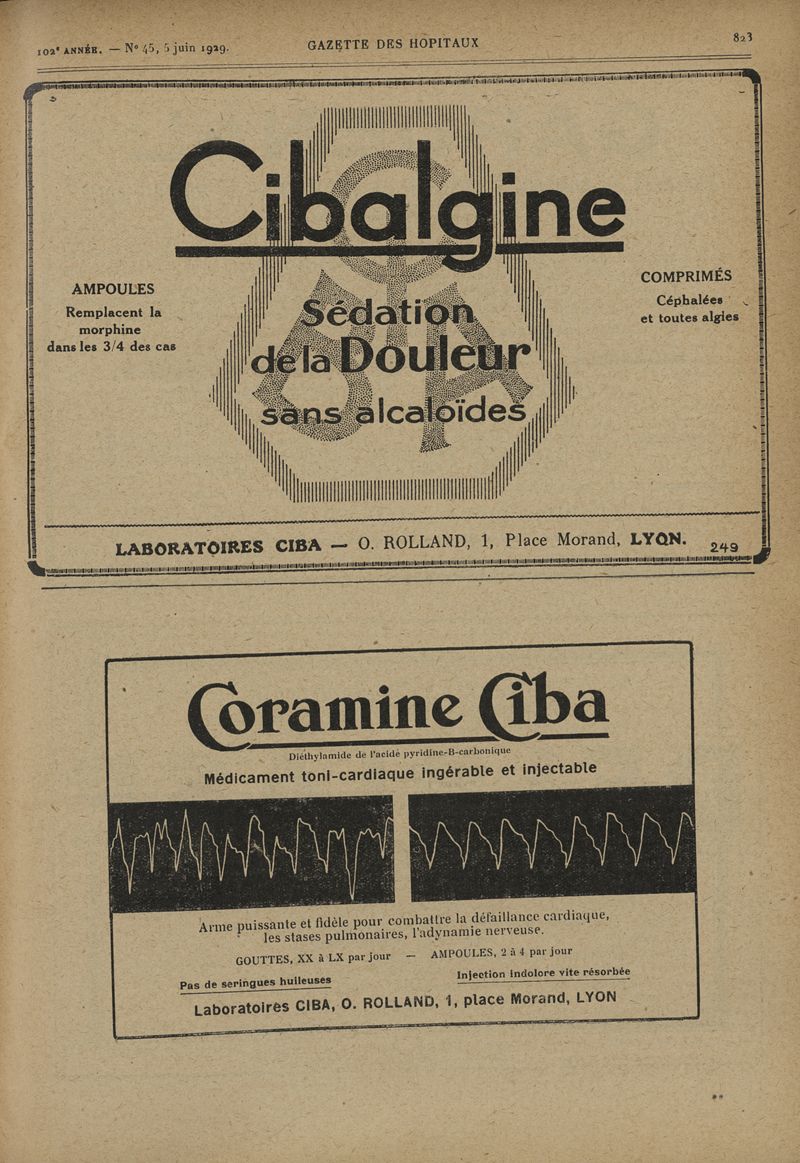 102e ANNÉE. — No 45, 5 juin 1929.
GAZETTE DES HOPITAUX
823
Cibalgine
AMPOULES
Remplacent la
morphine
dans les 3/4 des cas
COMPRIMÉS
Céphalées
et toutes algies
CIBA
Sédation
de la Douleur
sans alcaloïdes
LABORATOIRES CIBA — O. ROLLAND, 1, Place Morand, LYON.
249
Coramine Ciba
Diéthylamide de l'acide pyridine-B-carbonique
Médicament toni-cardiaque ingérable et injectable
Arme puissante et fidèle pour combattre la défaillance cardiaque,
les stases pulmonaires, l'adynamie nerveuse.
GOUTTES, XX à LX par jour — AMPOULES, 2 à 4 par jour
Pas de seringues huileuses
Injection indolore vite résorbée
Laboratoires CIBA, O. ROLLAND, 1, place Morand, LYON
**